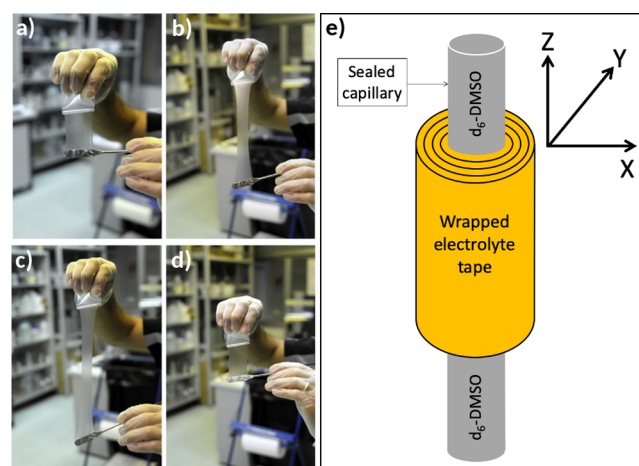 a)
b)
c)
d)
e)
Sealed
capillary
d₆-DMSO
Z
Y
X
Wrapped
electrolyte
tape
d₆-DMSO